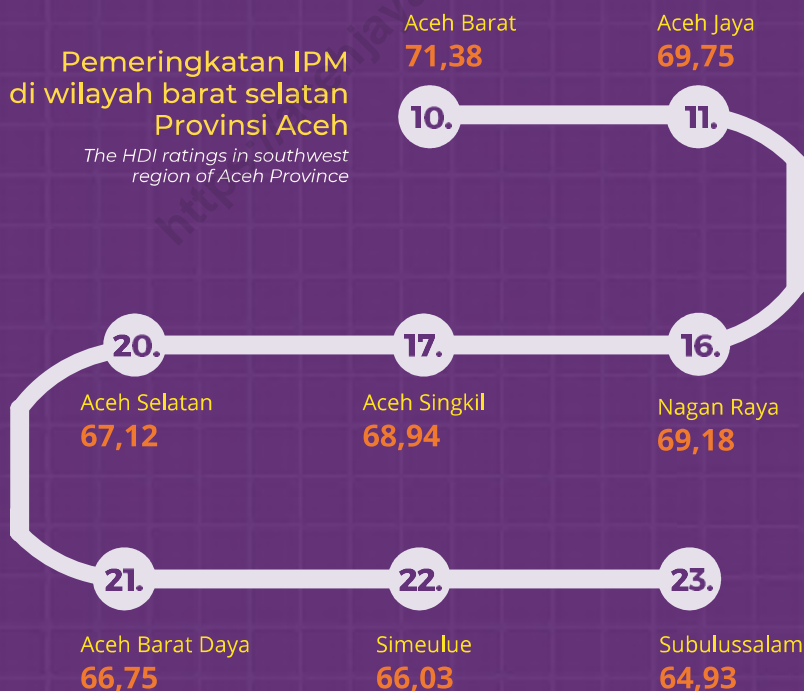 Pemeringkatan IPM
di wilayah barat selatan
Provinsi Aceh
The HDI ratings in southwest
region of Aceh Province
Aceh Barat
71,38
10.
Aceh Jaya
69,75
11.
16.
Nagan Raya
69,18
17.
Aceh Singkil
68,94
20.
Aceh Selatan
67,12
21.
Aceh Barat Daya
66,75
22.
Simeulue
66,03
23.
Subulussalam
64,93